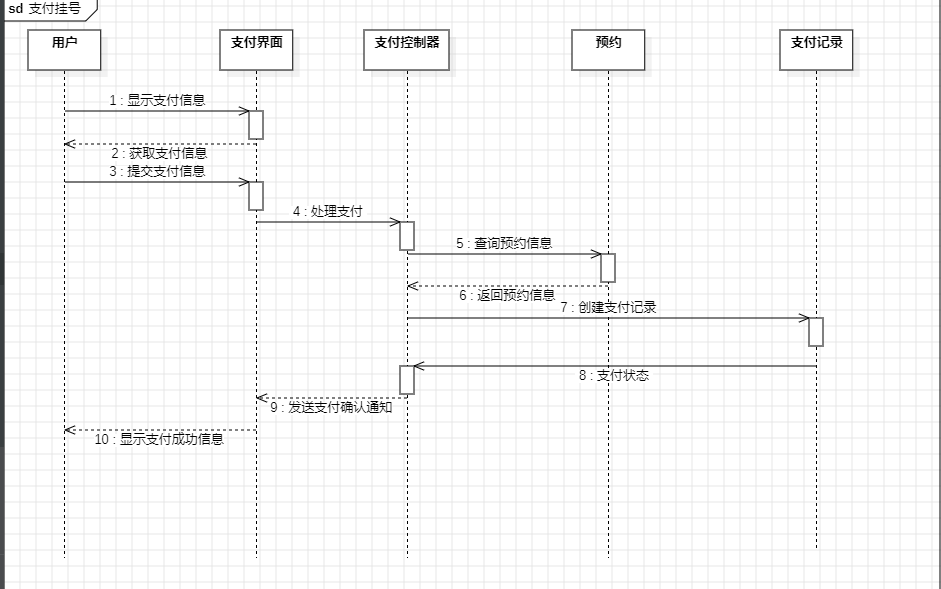 sd 支付挂号
用户
支付界面
支付控制器
预约
支付记录
1 : 显示支付信息
2 : 获取支付信息
3 : 提交支付信息
4 : 处理支付
5 : 查询预约信息
6 : 返回预约信息
7 : 创建支付记录
8 : 支付状态
9 : 发送支付确认通知
10 : 显示支付成功信息